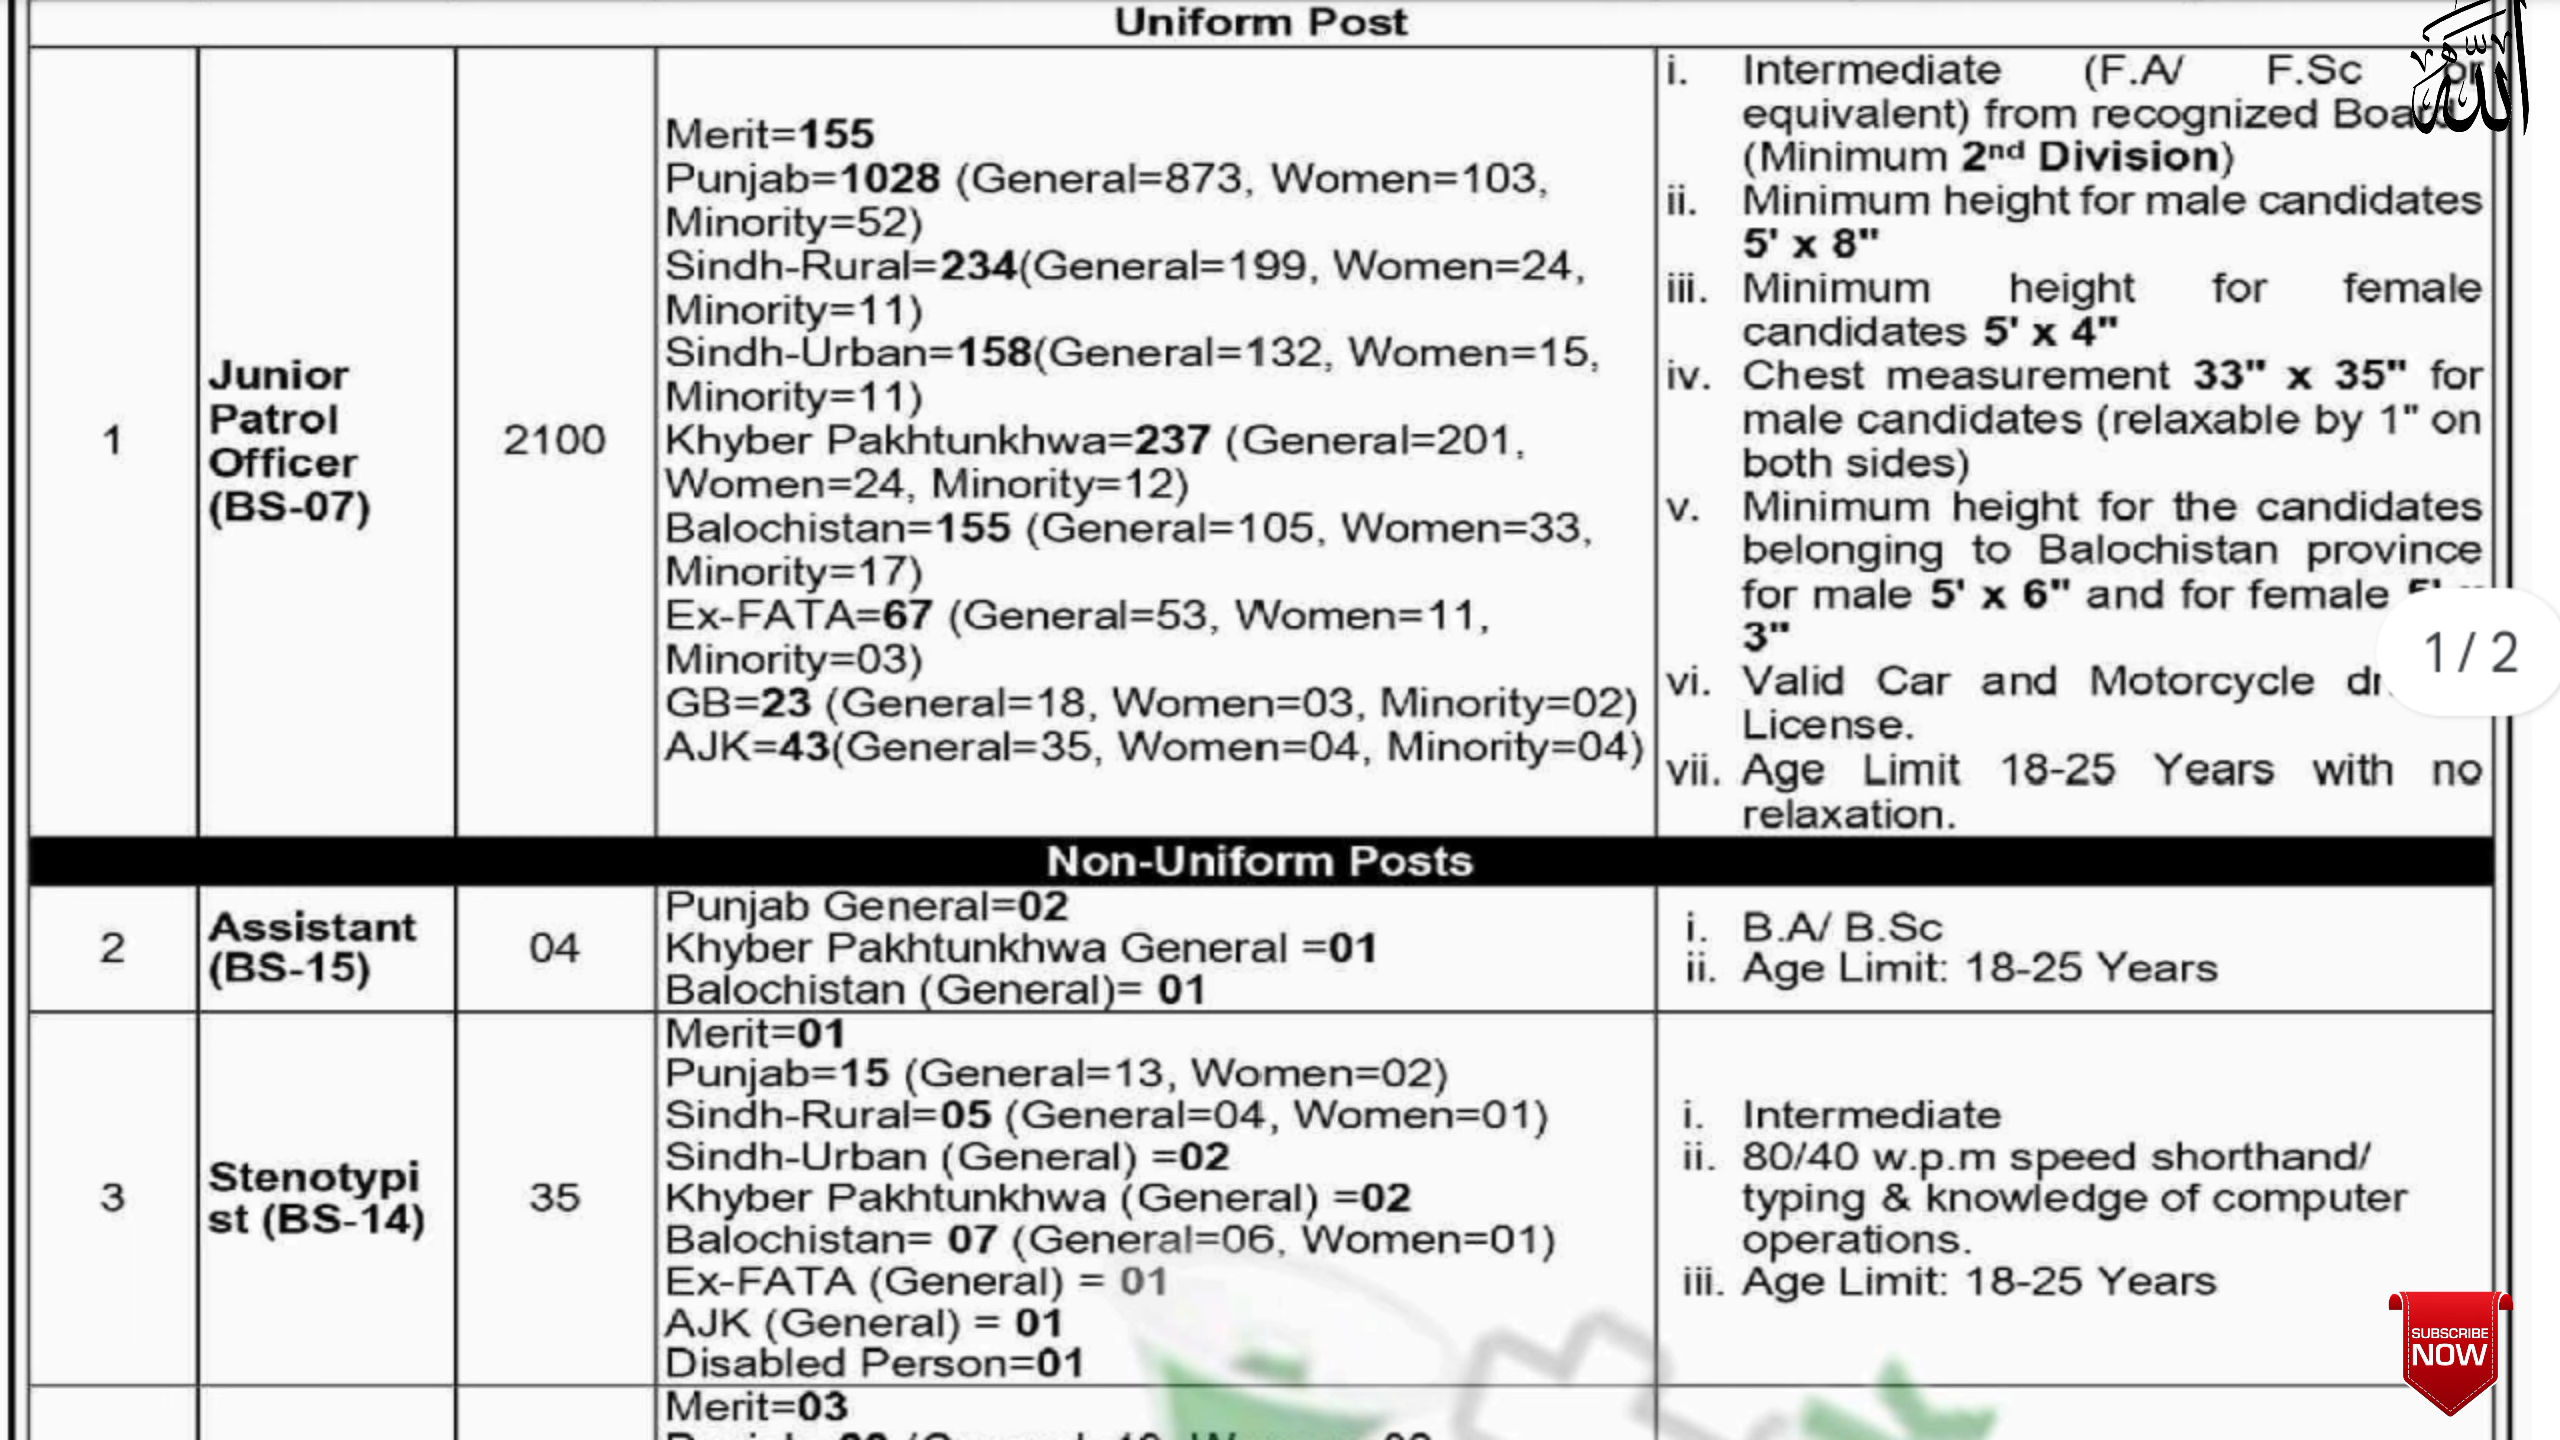 Uniform Post
1
Junior
Patrol
Officer
(BS-07)
2100
Merit=155
Punjab=1028 (General=873, Women=103,
Minority=52)
Sindh-Rural=234(General=199, Women=24,
Minority=11)
Sindh-Urban=158(General=132, Women=15,
Minority=11)
Khyber Pakhtunkhwa=237 (General=201,
Women=24, Minority=12)
Balochistan=155 (General=105, Women=33,
Minority=17)
Ex-FATA=67 (General=53, Women=11,
Minority=03)
GB=23 (General=18, Women=03, Minority=02)
AJK=43(General=35, Women=04, Minority=04)
i. Intermediate (F.A/ F.Sc or
equivalent) from recognized Board
(Minimum 2nd Division)
ii. Minimum height for male candidates
5' x 8"
iii. Minimum height for female
candidates 5' x 4"
iv. Chest measurement 33" x 35" for
male candidates (relaxable by 1" on
both sides)
v. Minimum height for the candidates
belonging to Balochistan province
for male 5' x 6" and for female 5' x
3"
vi. Valid Car and Motorcycle
License.
vii. Age Limit 18-25 Years with no
relaxation.
الله
1 / 2
Non-Uniform Posts
2
Assistant
(BS-15)
04
Punjab General=02
Khyber Pakhtunkhwa General =01
Balochistan (General)= 01
i. B.A/ B.Sc
ii. Age Limit: 18-25 Years
3
Stenotypi
st (BS-14)
35
Merit=01
Punjab=15 (General=13, Women=02)
Sindh-Rural=05 (General=04, Women=01)
Sindh-Urban (General) =02
Khyber Pakhtunkhwa (General) =02
Balochistan= 07 (General=06, Women=01)
Ex-FATA (General) = 01
AJK (General) = 01
Disabled Person=01
i. Intermediate
ii. 80/40 w.p.m speed shorthand/
typing & knowledge of computer
operations.
iii. Age Limit: 18-25 Years
Merit=03
SUBSCRIBE
NOW